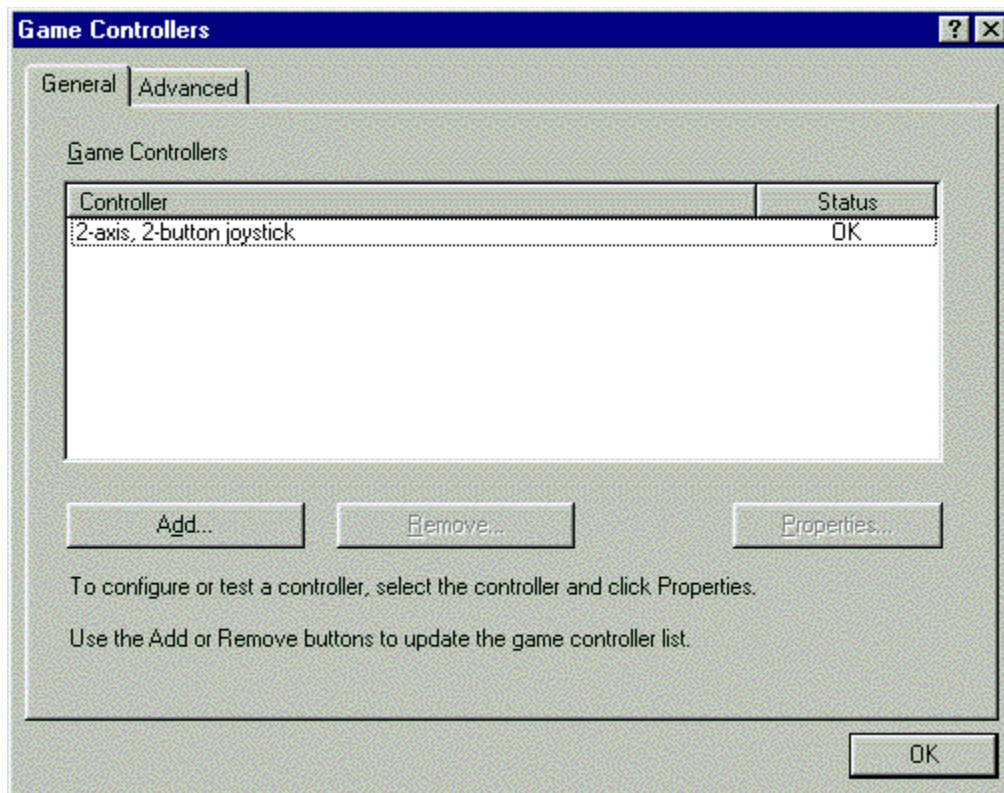 Game Controllers ? X
General Advanced
Game Controllers
Controller Status
2-axis, 2-button joystick OK
Add... Remove... Properties...
To configure or test a controller, select the controller and click Properties.
Use the Add or Remove buttons to update the game controller list.
OK